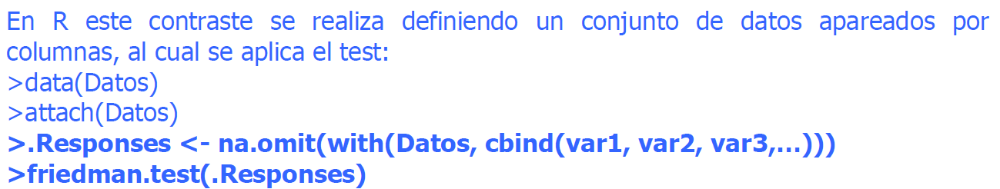 En R este contraste se realiza definiendo un conjunto de datos apareados por
columnas, al cual se aplica el test:
>data(Datos)
>attach(Datos)
>.Responses <- na.omit(with(Datos, cbind(var1, var2, var3,...)))
>friedman.test(.Responses)